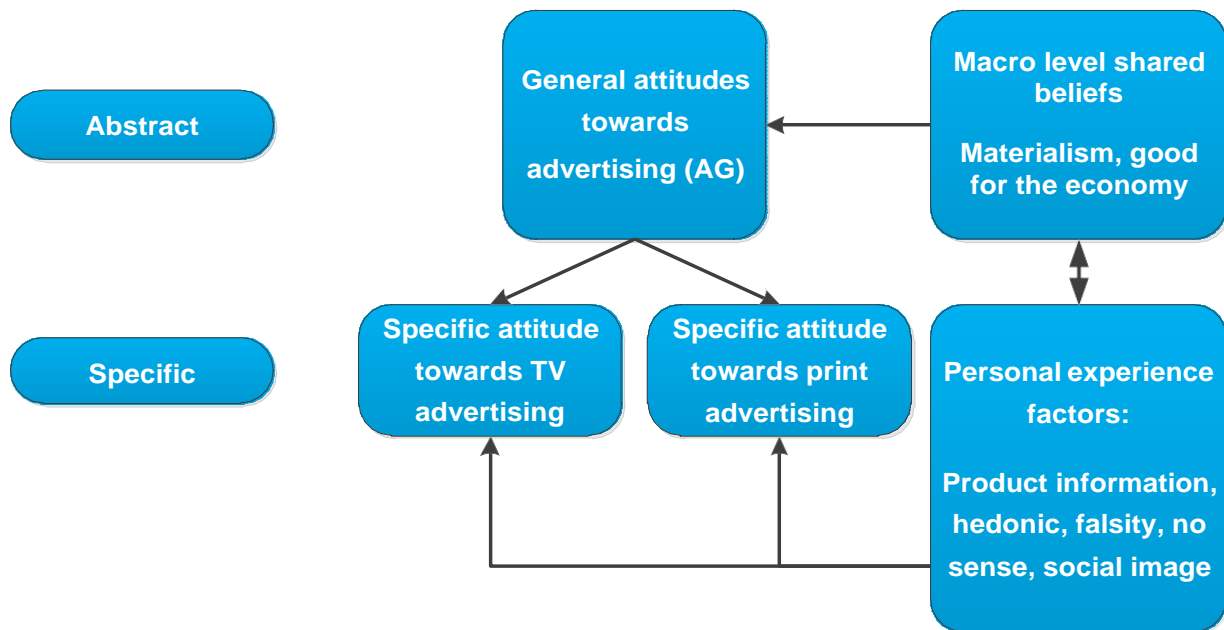 Abstract
General attitudes
towards
advertising (AG)
Macro level shared
beliefs
Materialism, good
for the economy
Specific
Specific attitude
towards TV
advertising
Specific attitude
towards print
advertising
Personal experience
factors:
Product information,
hedonic, falsity, no
sense, social image